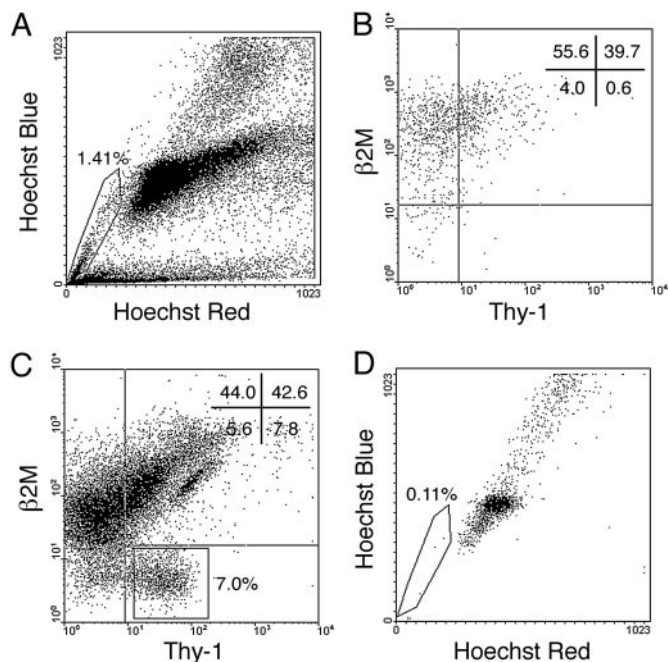 A
1023
Hoechst Blue
1.41%
0
0
1023
Hoechst Red
B
10⁴
10³
β2M
10²
10¹
10⁰
55.6 39.7
4.0 0.6
10⁰ 10¹ 10² 10³ 10⁴
Thy-1
C
10⁴
10³
β2M
10²
10¹
10⁰
44.0 42.6
5.6 7.8
7.0%
10⁰ 10¹ 10² 10³ 10⁴
Thy-1
D
1023
Hoechst Blue
0.11%
0
0
1023
Hoechst Red